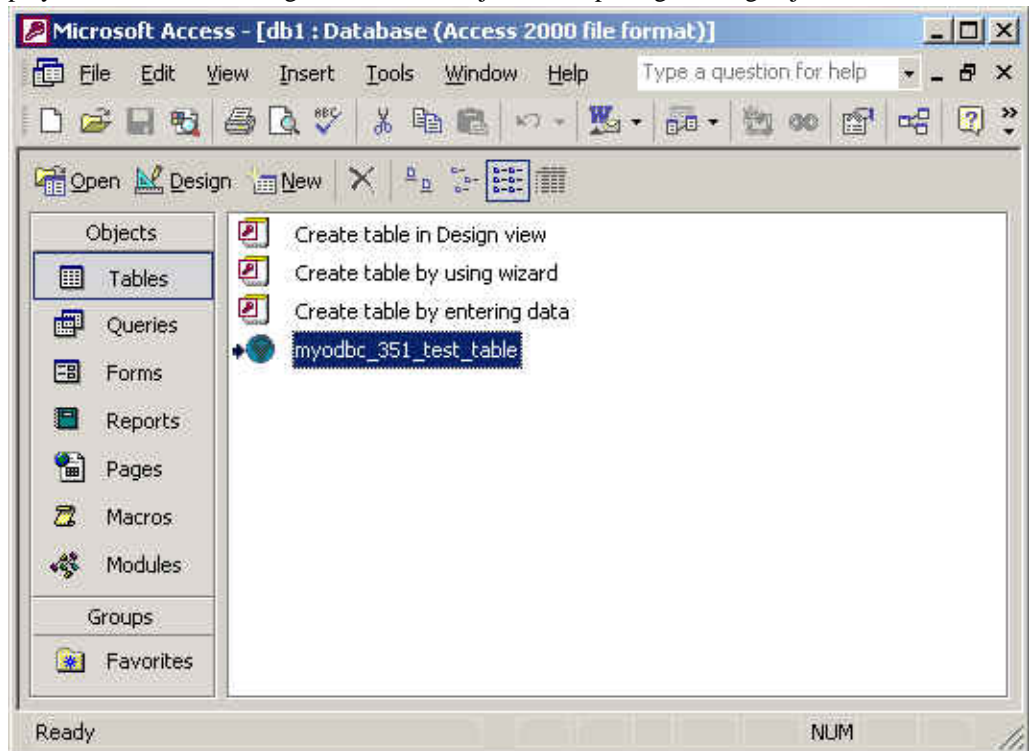 Microsoft Access - [db1 : Database (Access 2000 file format)]
File Edit View Insert Tools Window Help Type a question for help
Open Design New
Objects
Tables
Queries
Forms
Reports
Pages
Macros
Modules
Groups
Favorites
Create table in Design view
Create table by using wizard
Create table by entering data
myodbc_351_test_table
Ready NUM